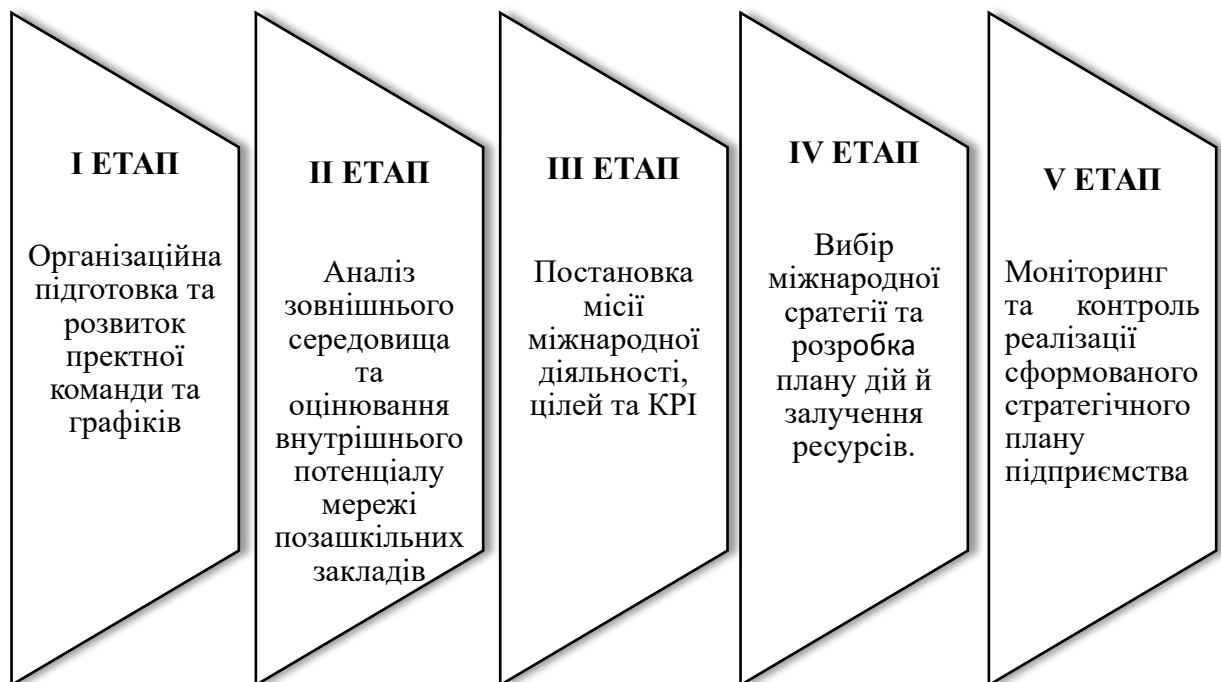 I ЕТАП
Організаційна
підготовка та
розвиток
пректної
команди та
графіків
II ЕТАП
Аналіз
зовнішнього
середовища
та
оцінювання
внутрішнього
потенціалу
мережі
позашкільних
закладів
III ЕТАП
Постановка
місії
міжнародної
діяльності,
цілей та КРІ
IV ЕТАП
Вибір
міжнародної
сратегії та
розробка
плану дій й
залучення
ресурсів.
V ЕТАП
Моніторинг
та контроль
реалізації
сформованого
стратегічного
плану
підприємства